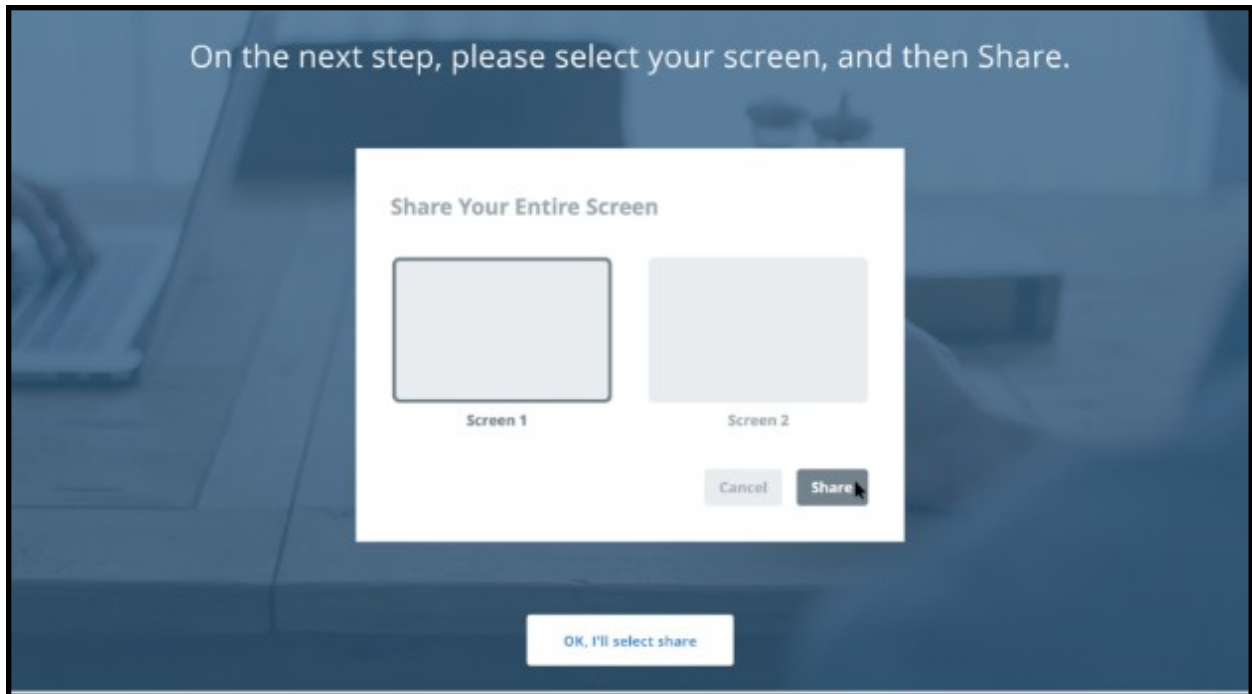 On the next step, please select your screen, and then Share.
Share Your Entire Screen
Screen 1
Screen 2
Cancel
Share
OK, I'll select share